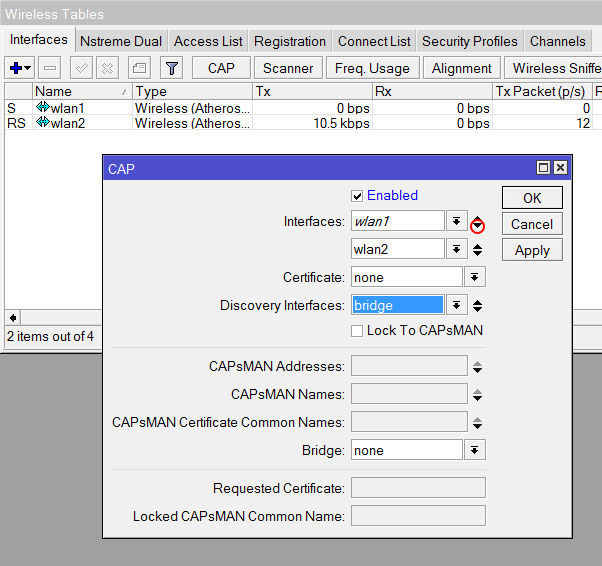 Wireless Tables
Interfaces Nstreme Dual Access List Registration Connect List Security Profiles Channels
CAP Scanner Freq. Usage Alignment Wireless Sniffe
Name Type Tx Rx Tx Packet (p/s) R
S wlan1 Wireless (Atheros... 0 bps 0 bps 0
RS wlan2 Wireless (Atheros... 10.5 kbps 0 bps 12
CAP
Enabled OK
Interfaces: wlan1 Cancel
wlan2 Apply
Certificate: none
Discovery Interfaces: bridge
Lock To CAPsMAN
2 items out of 4
CAPsMAN Addresses:
CAPsMAN Names:
CAPsMAN Certificate Common Names:
Bridge: none
Requested Certificate:
Locked CAPsMAN Common Name: